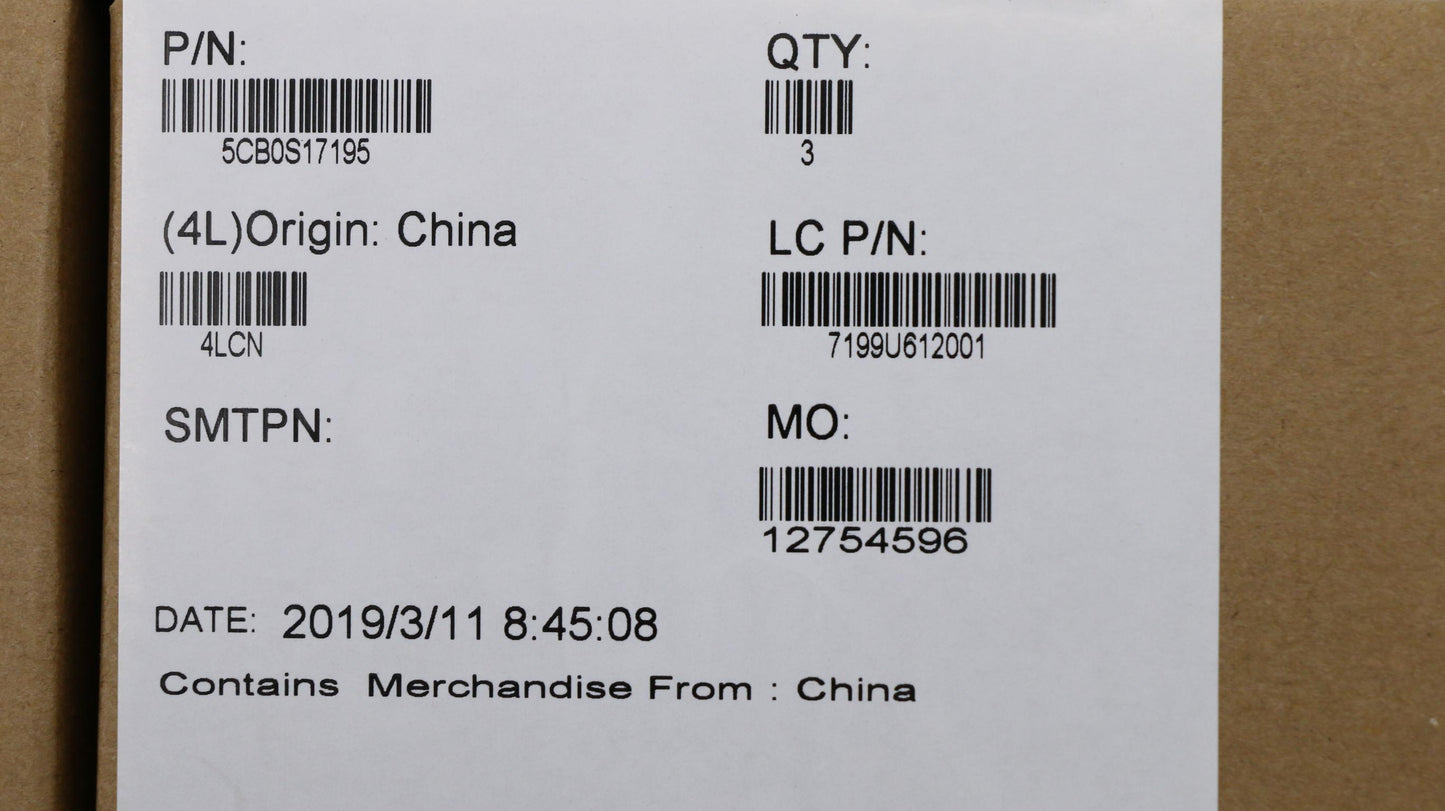 P/N:
QTY:
5CB0S17195
3
(4L)Origin: China
LC P/N:
4LCN
7199U612001
SMTPN:
MO:
12754596
DATE: 2019/3/11 8:45:08
Contains Merchandise From : China